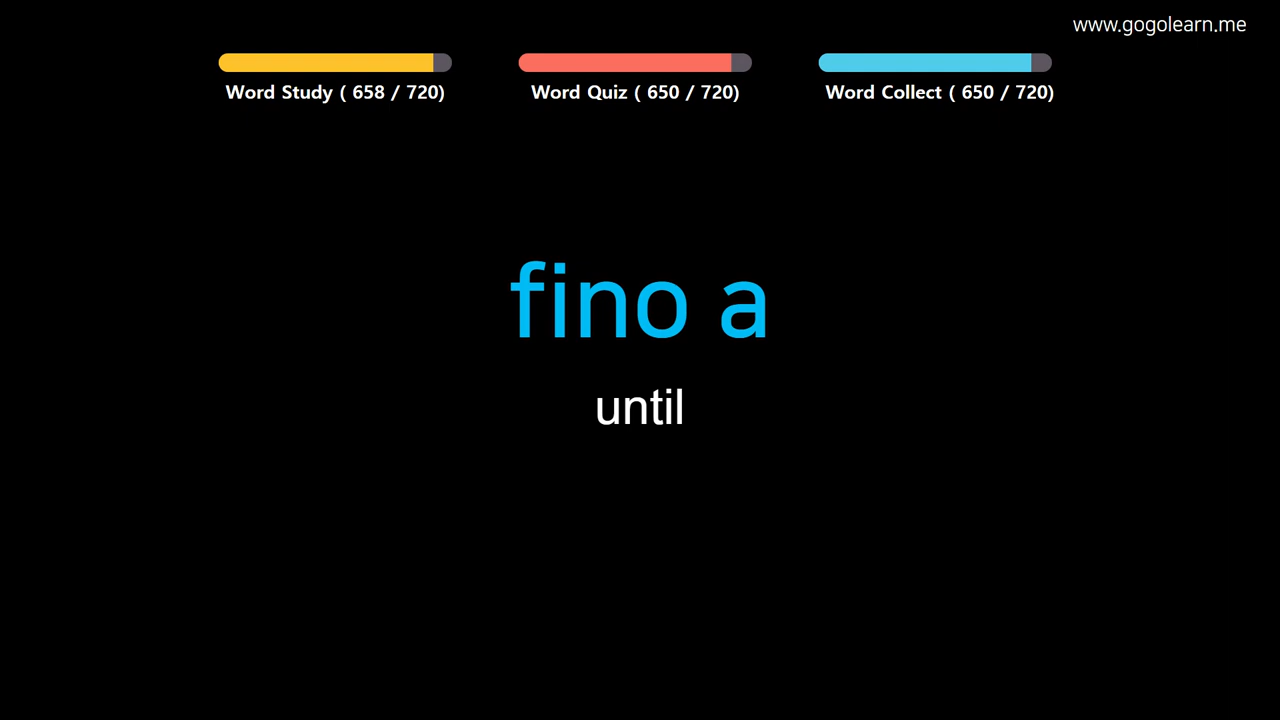 www.gogolearn.me
Word Study ( 658 / 720)
Word Quiz ( 650 / 720)
Word Collect ( 650 / 720)
fino a
until